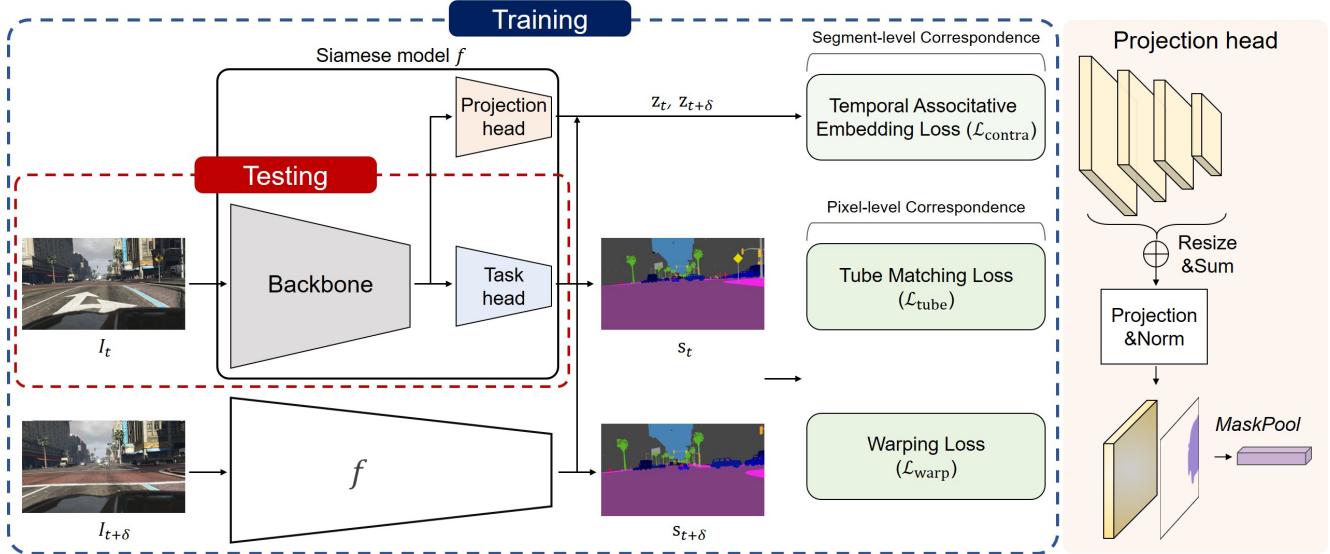 Training
Siamese model f
Segment-level Correspondence
Projection head
Projection
head
z_t, z_{t+δ}
Temporal Associtative
Embedding Loss (ℒ_contra)
Testing
Pixel-level Correspondence
Resize
&Sum
Backbone
Task
head
Tube Matching Loss
(ℒ_tube)
Projection
&Norm
I_t
s_t
f
Warping Loss
(ℒ_warp)
MaskPool
I_{t+δ}
s_{t+δ}